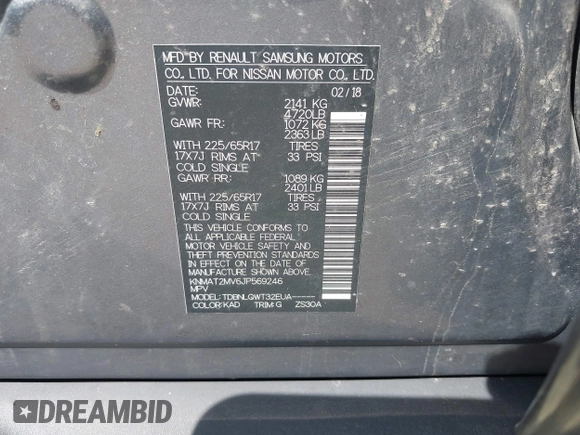 MFD BY RENAULT SAMSUNG MOTORS
CO., LTD. FOR NISSAN MOTOR CO., LTD.
DATE: 02/18
GVWR: 2141 KG
4720LB
GAWR FR: 1072 KG
2363LB
WITH 225/65R17 TIRES
17X7J RIMS AT 33 PSI
COLD SINGLE
GAWR RR: 1089 KG
2401LB
WITH 225/65R17 TIRES
17X7J RIMS AT 33 PSI
COLD SINGLE
THIS VEHICLE CONFORMS TO
ALL APPLICABLE FEDERAL
MOTOR VEHICLE SAFETY AND
THEFT PREVENTION STANDARDS
IN EFFECT ON THE DATE OF
MANUFACTURE SHOWN ABOVE.
KNMAT2MV6JP569246
MPV
MODEL: TDBNLGWT32EUA-----
COLOR:KAD TRIM:G ZS30A
DREAMBID